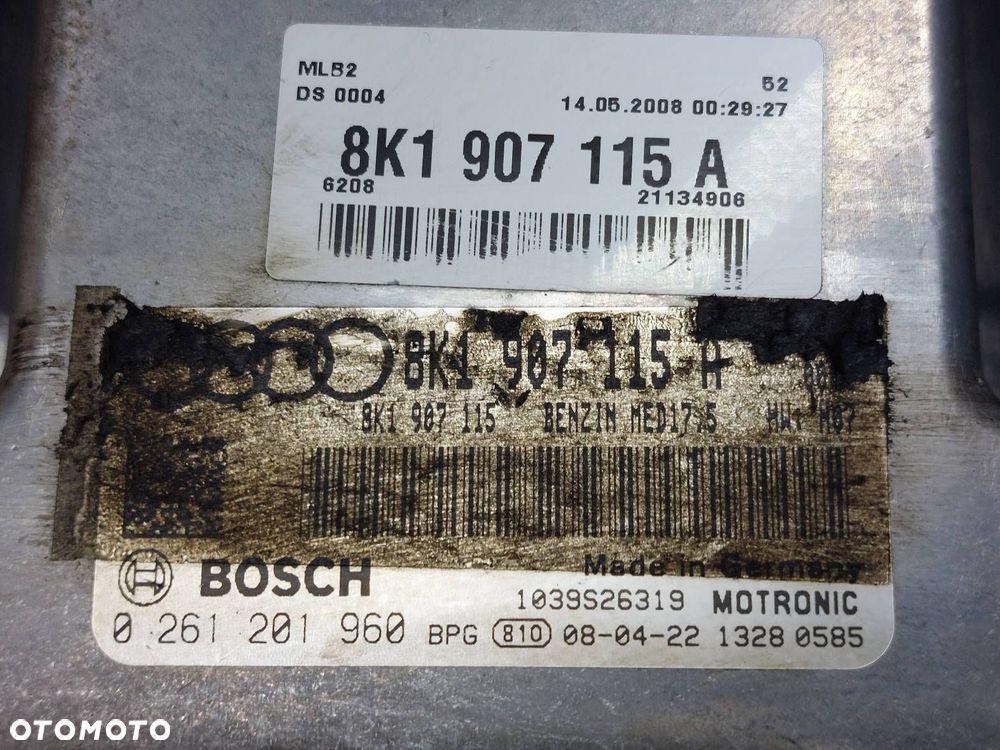 MLB2
52
DS 0004
14.05.2008 00:29:27
8K1 907 115 A
6208
21134906
8K1 907 115 A
8K1 907 115 BENZIN MED17.5 HW: H07
Made in Germany
BOSCH
1039S26319 MOTRONIC
0 261 201 960 BPG 810 08-04-22 1328 0585
OTOMOTO